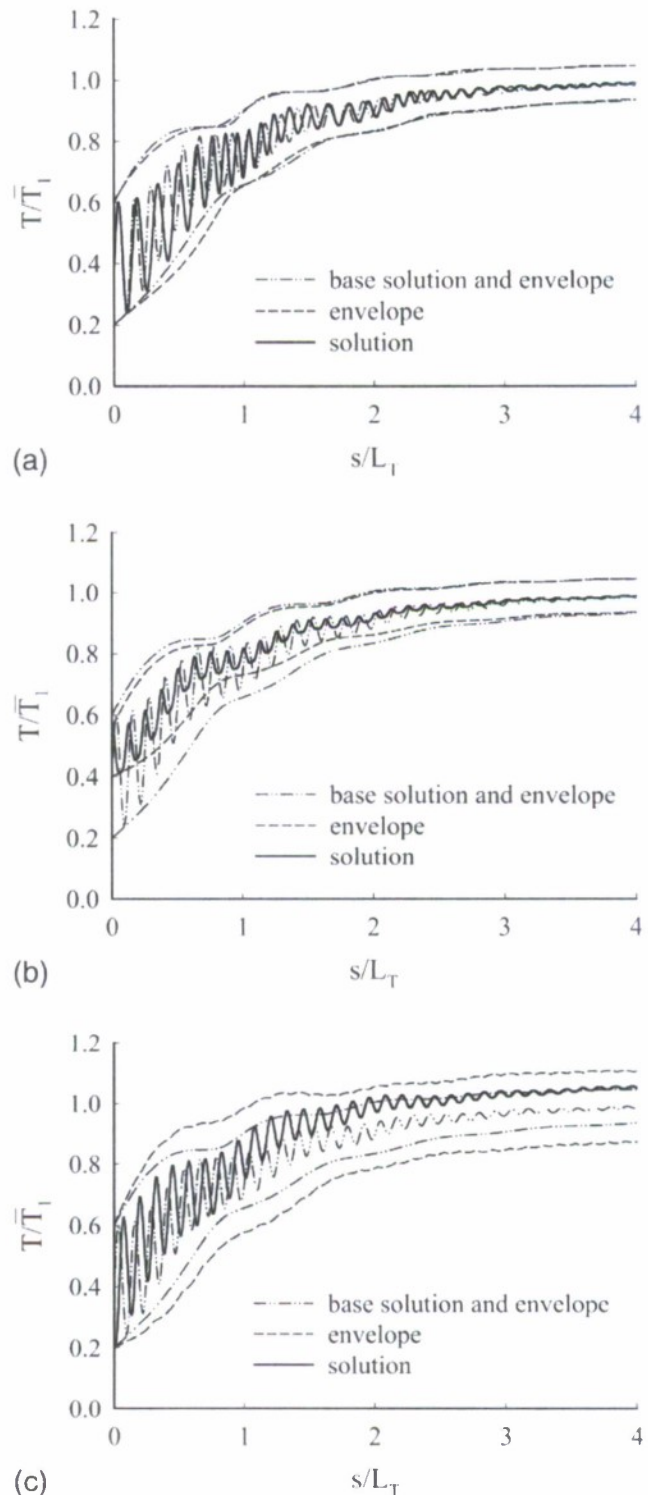 1.2
1.0
0.8
0.6
0.4
0.2
0.0
T/T̄₁
base solution and envelope
envelope
solution
0 1 2 3 4
(a) s/L_T
1.2
1.0
0.8
0.6
0.4
0.2
0.0
T/T̄₁
base solution and envelope
envelope
solution
0 1 2 3 4
(b) s/L_T
1.2
1.0
0.8
0.6
0.4
0.2
0.0
T/T̄₁
base solution and envelope
envelope
solution
0 1 2 3 4
(c) s/L_T